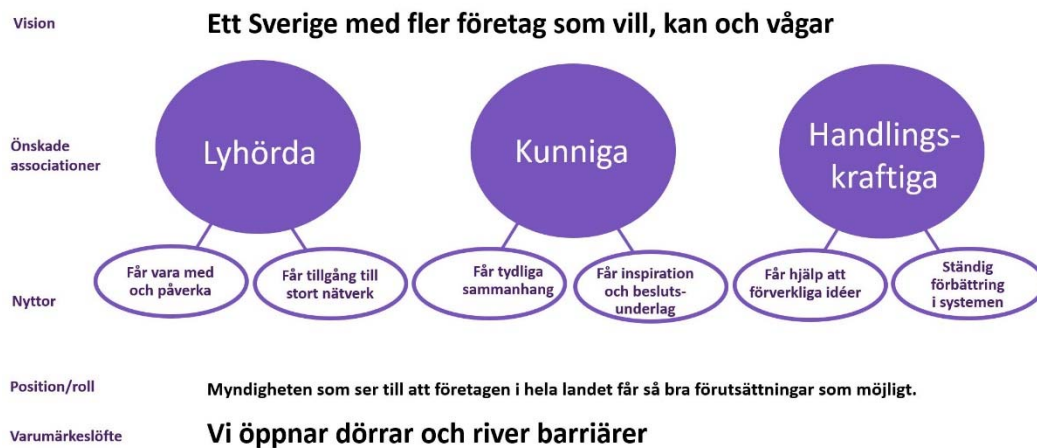 Vision
Ett Sverige med fler företag som vill, kan och vågar
Önskade
associationer
Lyhörda
Kunniga
Handlings-
kraftiga
Nyttor
Får vara med
och påverka
Får tillgång till
stort nätverk
Får tydliga
sammanhang
Får inspiration
och besluts-
underlag
Får hjälp att
förverkliga idéer
Ständig
förbättring
i systemen
Position/roll
Myndigheten som ser till att företagen i hela landet får så bra förutsättningar som möjligt.
Varumärkeslöfte
Vi öppnar dörrar och river barriärer